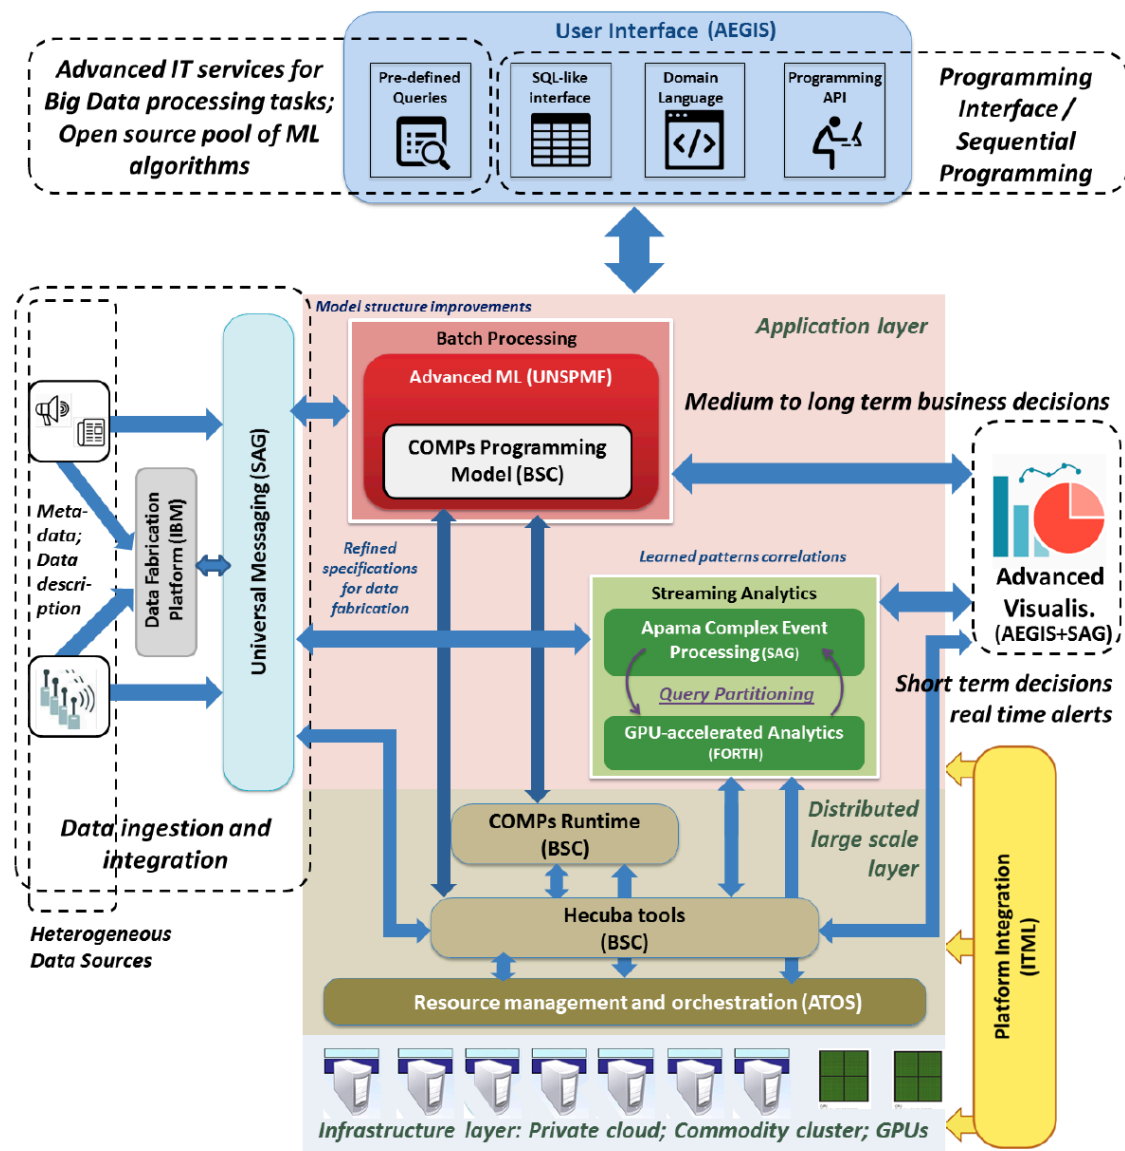 User Interface (AEGIS)
Advanced IT services for
Big Data processing tasks;
Open source pool of ML
algorithms
Pre-defined
Queries
SQL-like
interface
Domain
Language
Programming
API
Programming
Interface /
Sequential
Programming
Model structure improvements
Application layer
Batch Processing
Advanced ML (UNSPMF)
COMPs Programming
Model (BSC)
Medium to long term business decisions
Universal Messaging (SAG)
Data Fabrication
Platform (IBM)
Meta-
data;
Data
descri-
ption
Refined
specifications
for data
fabrication
Learned patterns correlations
Streaming Analytics
Apama Complex Event
Processing (SAG)
Query Partitioning
GPU-accelerated Analytics
(FORTH)
Advanced
Visualis.
(AEGIS+SAG)
Short term decisions
real time alerts
Data ingestion and
integration
Heterogeneous
Data Sources
COMPs Runtime
(BSC)
Distributed
large scale
layer
Hecuba tools
(BSC)
Resource management and orchestration (ATOS)
Platform Integration
(ITML)
Infrastructure layer: Private cloud; Commodity cluster; GPUs